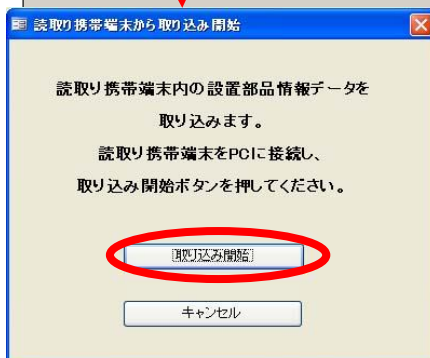 読取り携帯端末から取り込み開始
読取り携帯端末内の設置部品情報データを
取り込みます。
読取り携帯端末をPCに接続し、
取り込み開始ボタンを押してください。
取り込み開始
キャンセル